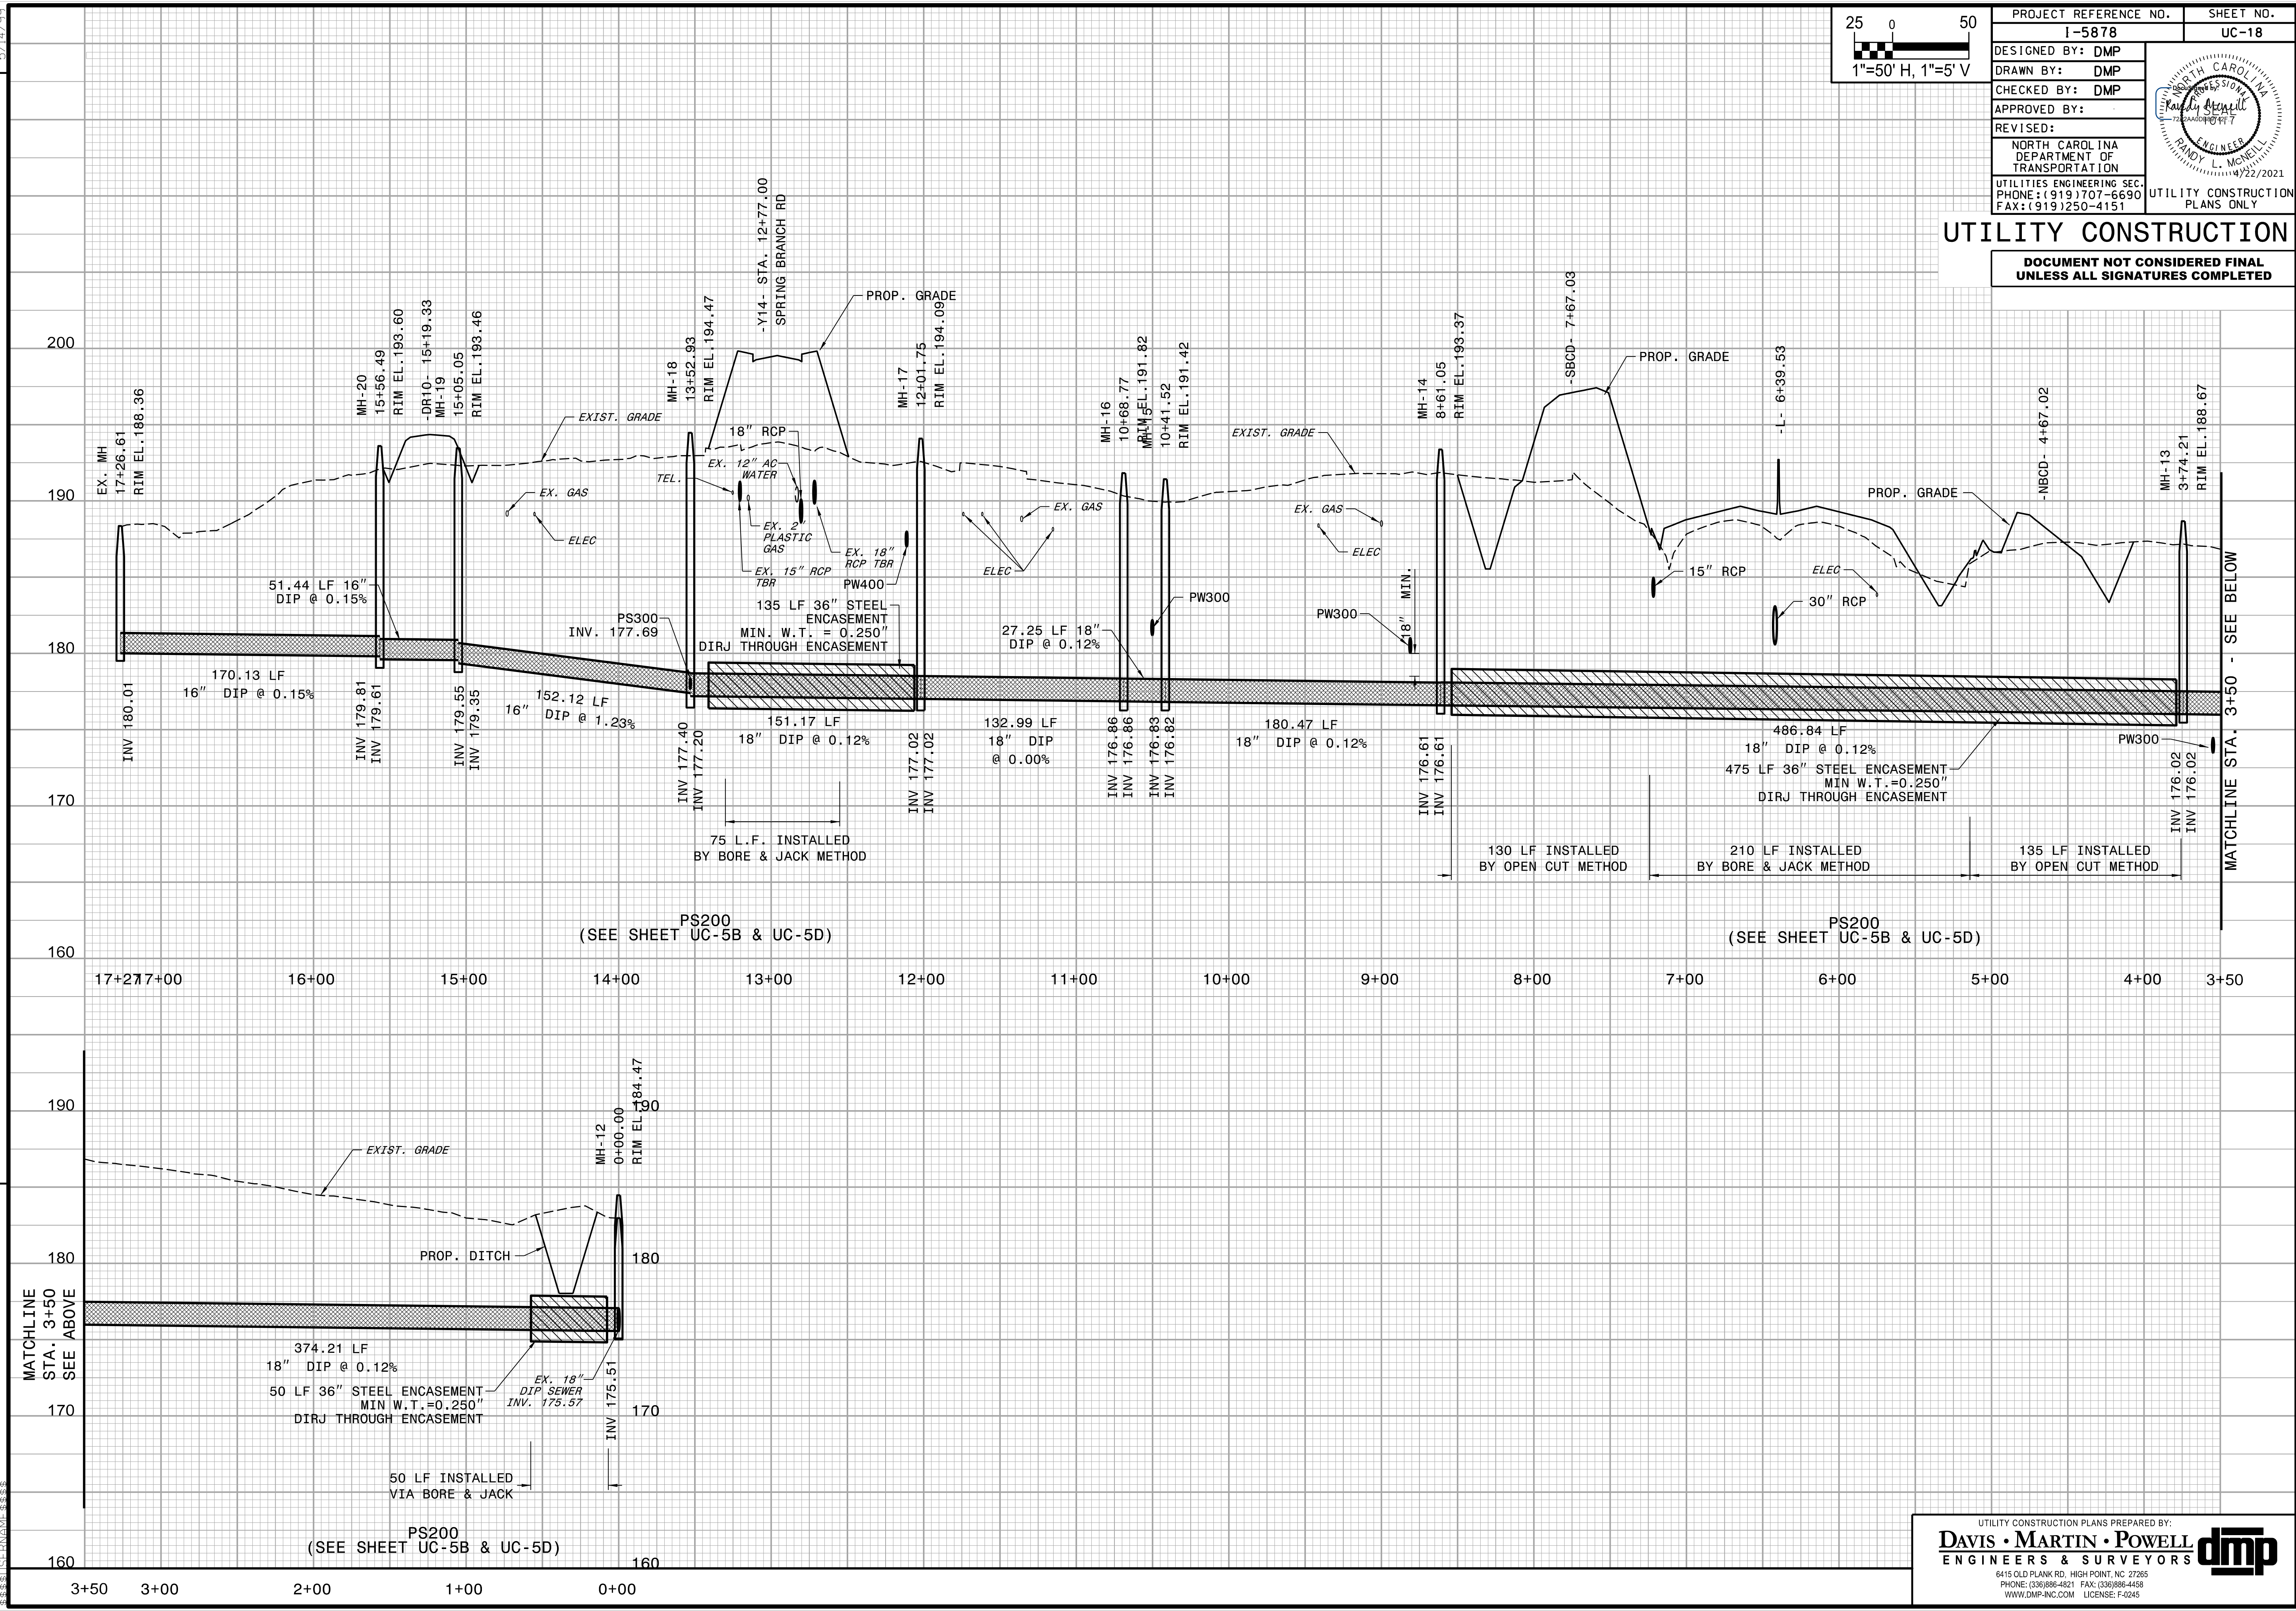 25 0 50
1"=50' H, 1"=5' V
PROJECT REFERENCE NO.
SHEET NO.
I-5878
UC-18
DESIGNED BY: DMP
DRAWN BY: DMP
CHECKED BY: DMP
APPROVED BY:
REVISED:
NORTH CAROLINA
DEPARTMENT OF
TRANSPORTATION
UTILITIES ENGINEERING SEC.
PHONE:(919)707-6690
FAX:(919)250-4151
NORTH CAROLINA
PROFESSIONAL
SEAL
ENGINEER
RANDY L. McNEILL
4/22/2021
UTILITY CONSTRUCTION
PLANS ONLY
UTILITY CONSTRUCTION
DOCUMENT NOT CONSIDERED FINAL
UNLESS ALL SIGNATURES COMPLETED
200
190
180
170
160
EX. MH
17+26.61
RIM EL.188.36
MH-20
15+56.49
RIM EL.193.60
-DR10- 15+19.33
MH-19
15+05.05
RIM EL.193.46
MH-18
13+52.93
RIM EL.194.47
-Y14- STA. 12+77.00
SPRING BRANCH RD
PROP. GRADE
MH-17
12+01.75
RIM EL.194.09
MH-16
10+68.77
RIM EL.191.82
MH-15
10+41.52
RIM EL.191.42
MH-14
8+61.05
RIM EL.193.37
-SBCD- 7+67.03
PROP. GRADE
-L- 6+39.53
PROP. GRADE
-NBCD- 4+67.02
MH-13
3+74.21
RIM EL.188.67
EXIST. GRADE
EXIST. GRADE
EX. GAS
ELEC
18" RCP
EX. 12" AC
WATER
TEL.
EX. 2"
PLASTIC
GAS
EX. 15" RCP
TBR
EX. 18"
RCP TBR
PW400
EX. GAS
ELEC
PW300
EX. GAS
ELEC
PW300
18" MIN.
15" RCP
30" RCP
ELEC
51.44 LF 16"
DIP @ 0.15%
PS300
INV. 177.69
135 LF 36" STEEL
ENCASEMENT
MIN. W.T. = 0.250"
DIRJ THROUGH ENCASEMENT
27.25 LF 18"
DIP @ 0.12%
170.13 LF
16" DIP @ 0.15%
152.12 LF
16" DIP @ 1.23%
151.17 LF
18" DIP @ 0.12%
132.99 LF
18" DIP
@ 0.00%
180.47 LF
18" DIP @ 0.12%
486.84 LF
18" DIP @ 0.12%
475 LF 36" STEEL ENCASEMENT
MIN W.T.=0.250"
DIRJ THROUGH ENCASEMENT
PW300
INV 180.01
INV 179.81
INV 179.61
INV 179.55
INV 179.35
INV 177.40
INV 177.20
INV 177.02
INV 177.02
INV 176.86
INV 176.86
INV 176.83
INV 176.82
INV 176.61
INV 176.61
INV 176.02
INV 176.02
MATCHLINE STA. 3+50 - SEE BELOW
75 L.F. INSTALLED
BY BORE & JACK METHOD
130 LF INSTALLED
BY OPEN CUT METHOD
210 LF INSTALLED
BY BORE & JACK METHOD
135 LF INSTALLED
BY OPEN CUT METHOD
PS200
(SEE SHEET UC-5B & UC-5D)
PS200
(SEE SHEET UC-5B & UC-5D)
17+27 17+00 16+00 15+00 14+00 13+00 12+00 11+00 10+00 9+00 8+00 7+00 6+00 5+00 4+00 3+50
190
180
170
160
MATCHLINE
STA. 3+50
SEE ABOVE
EXIST. GRADE
PROP. DITCH
MH-12
0+00.00
RIM EL.184.47
190
180
170
160
374.21 LF
18" DIP @ 0.12%
50 LF 36" STEEL ENCASEMENT
MIN W.T.=0.250"
DIRJ THROUGH ENCASEMENT
EX. 18"
DIP SEWER
INV. 175.57
INV 175.51
50 LF INSTALLED
VIA BORE & JACK
PS200
(SEE SHEET UC-5B & UC-5D)
3+50 3+00 2+00 1+00 0+00
UTILITY CONSTRUCTION PLANS PREPARED BY:
DAVIS • MARTIN • POWELL
ENGINEERS & SURVEYORS
dmp
6415 OLD PLANK RD, HIGH POINT, NC 27265
PHONE: (336)886-4821 FAX: (336)886-4458
WWW.DMP-INC.COM LICENSE: F-0245